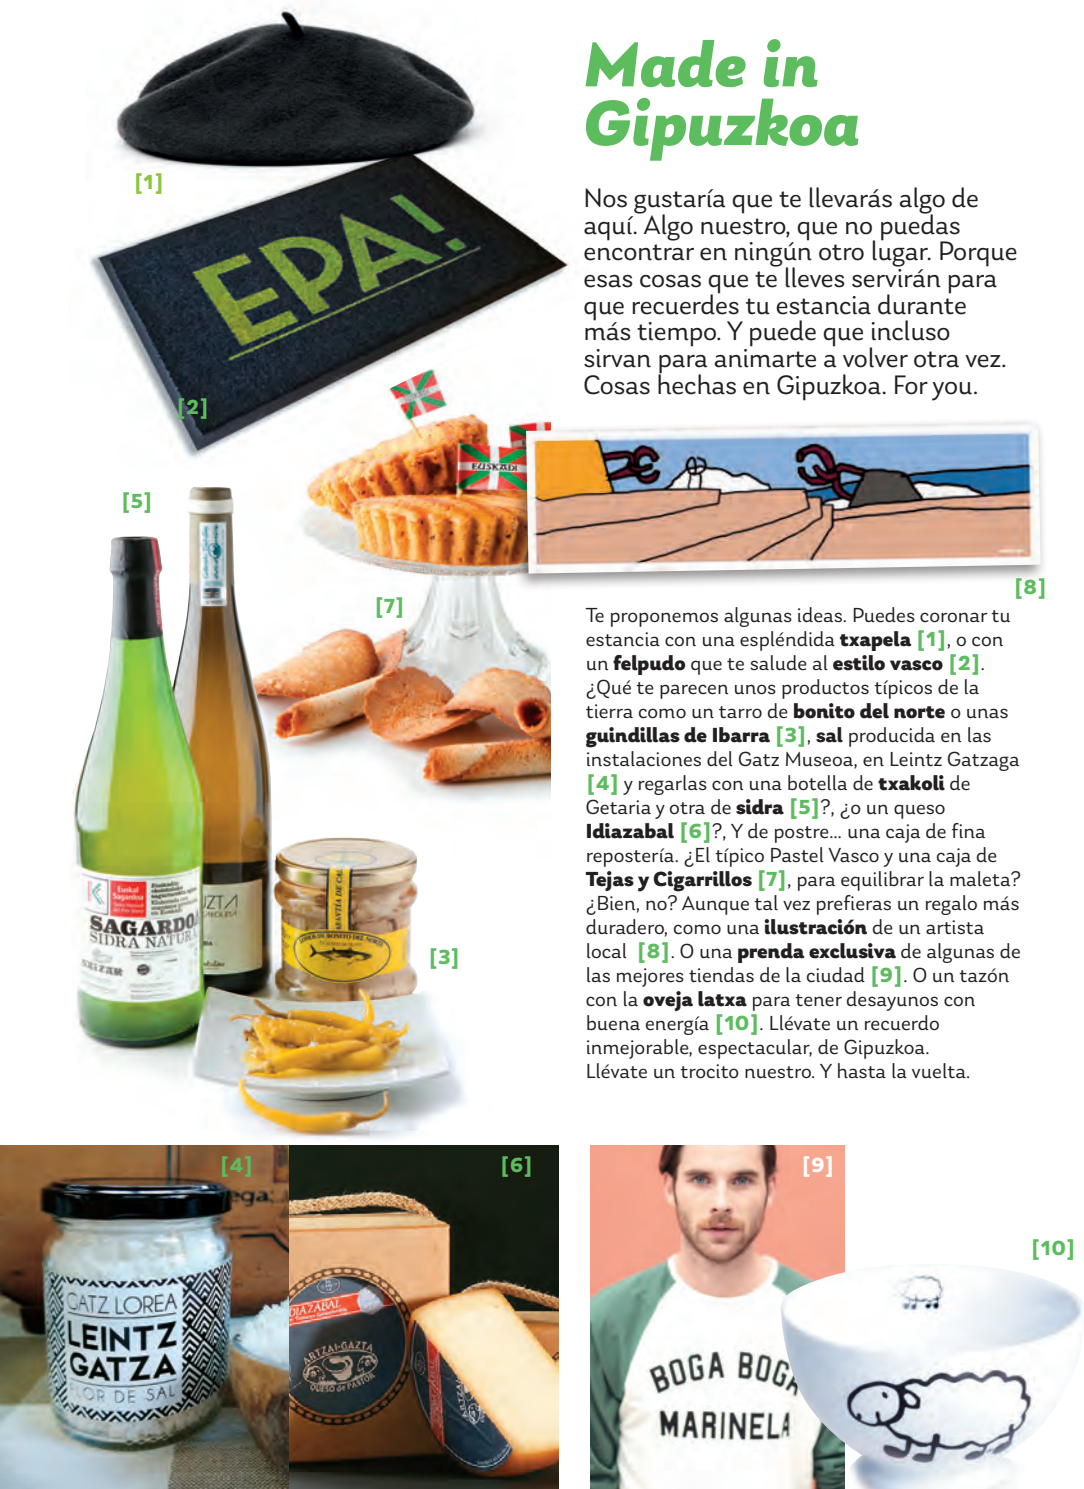 Made in
Gipuzkoa
Nos gustaría que te llevarás algo de
aquí. Algo nuestro, que no puedas
encontrar en ningún otro lugar. Porque
esas cosas que te lleves servirán para
que recuerdes tu estancia durante
más tiempo. Y puede que incluso
sirvan para animarte a volver otra vez.
Cosas hechas en Gipuzkoa. For you.
[1]
EPA!
[2]
EUSKADI
[5]
[7]
[8]
Te proponemos algunas ideas. Puedes coronar tu
estancia con una espléndida txapela [1], o con
un felpudo que te salude al estilo vasco [2].
¿Qué te parecen unos productos típicos de la
tierra como un tarro de bonito del norte o unas
guindillas de Ibarra [3], sal producida en las
instalaciones del Gatz Museoa, en Leintz Gatzaga
[4] y regarlas con una botella de txakoli de
Getaria y otra de sidra [5]?, ¿o un queso
Idiazabal [6]?, Y de postre... una caja de fina
repostería. ¿El típico Pastel Vasco y una caja de
Tejas y Cigarrillos [7], para equilibrar la maleta?
¿Bien, no? Aunque tal vez prefieras un regalo más
duradero, como una ilustración de un artista
local [8]. O una prenda exclusiva de algunas de
las mejores tiendas de la ciudad [9]. O un tazón
con la oveja latxa para tener desayunos con
buena energía [10]. Llévate un recuerdo
inmejorable, espectacular, de Gipuzkoa.
Llévate un trocito nuestro. Y hasta la vuelta.
Euskal
Sagardoa
SAGARDO
SIDRA NATURA
UZTA
LOMOS DE BONITO DEL NORTE
[3]
[4]
GATZ LOREA
LEINTZ
GATZA
FLOR DE SAL
[6]
DIAZABAL
ARTZAI-GAZTA
QUESO de PASTOR
[9]
BOGA BOGA
MARINELA
[10]